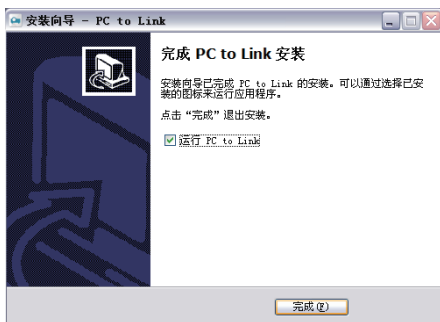 安装向导 - PC to Link
完成 PC to Link 安装
安装向导已完成 PC to Link 的安装。可以通过选择已安
装的图标来运行应用程序。
点击“完成”退出安装。
运行 PC to Link
完成(F)